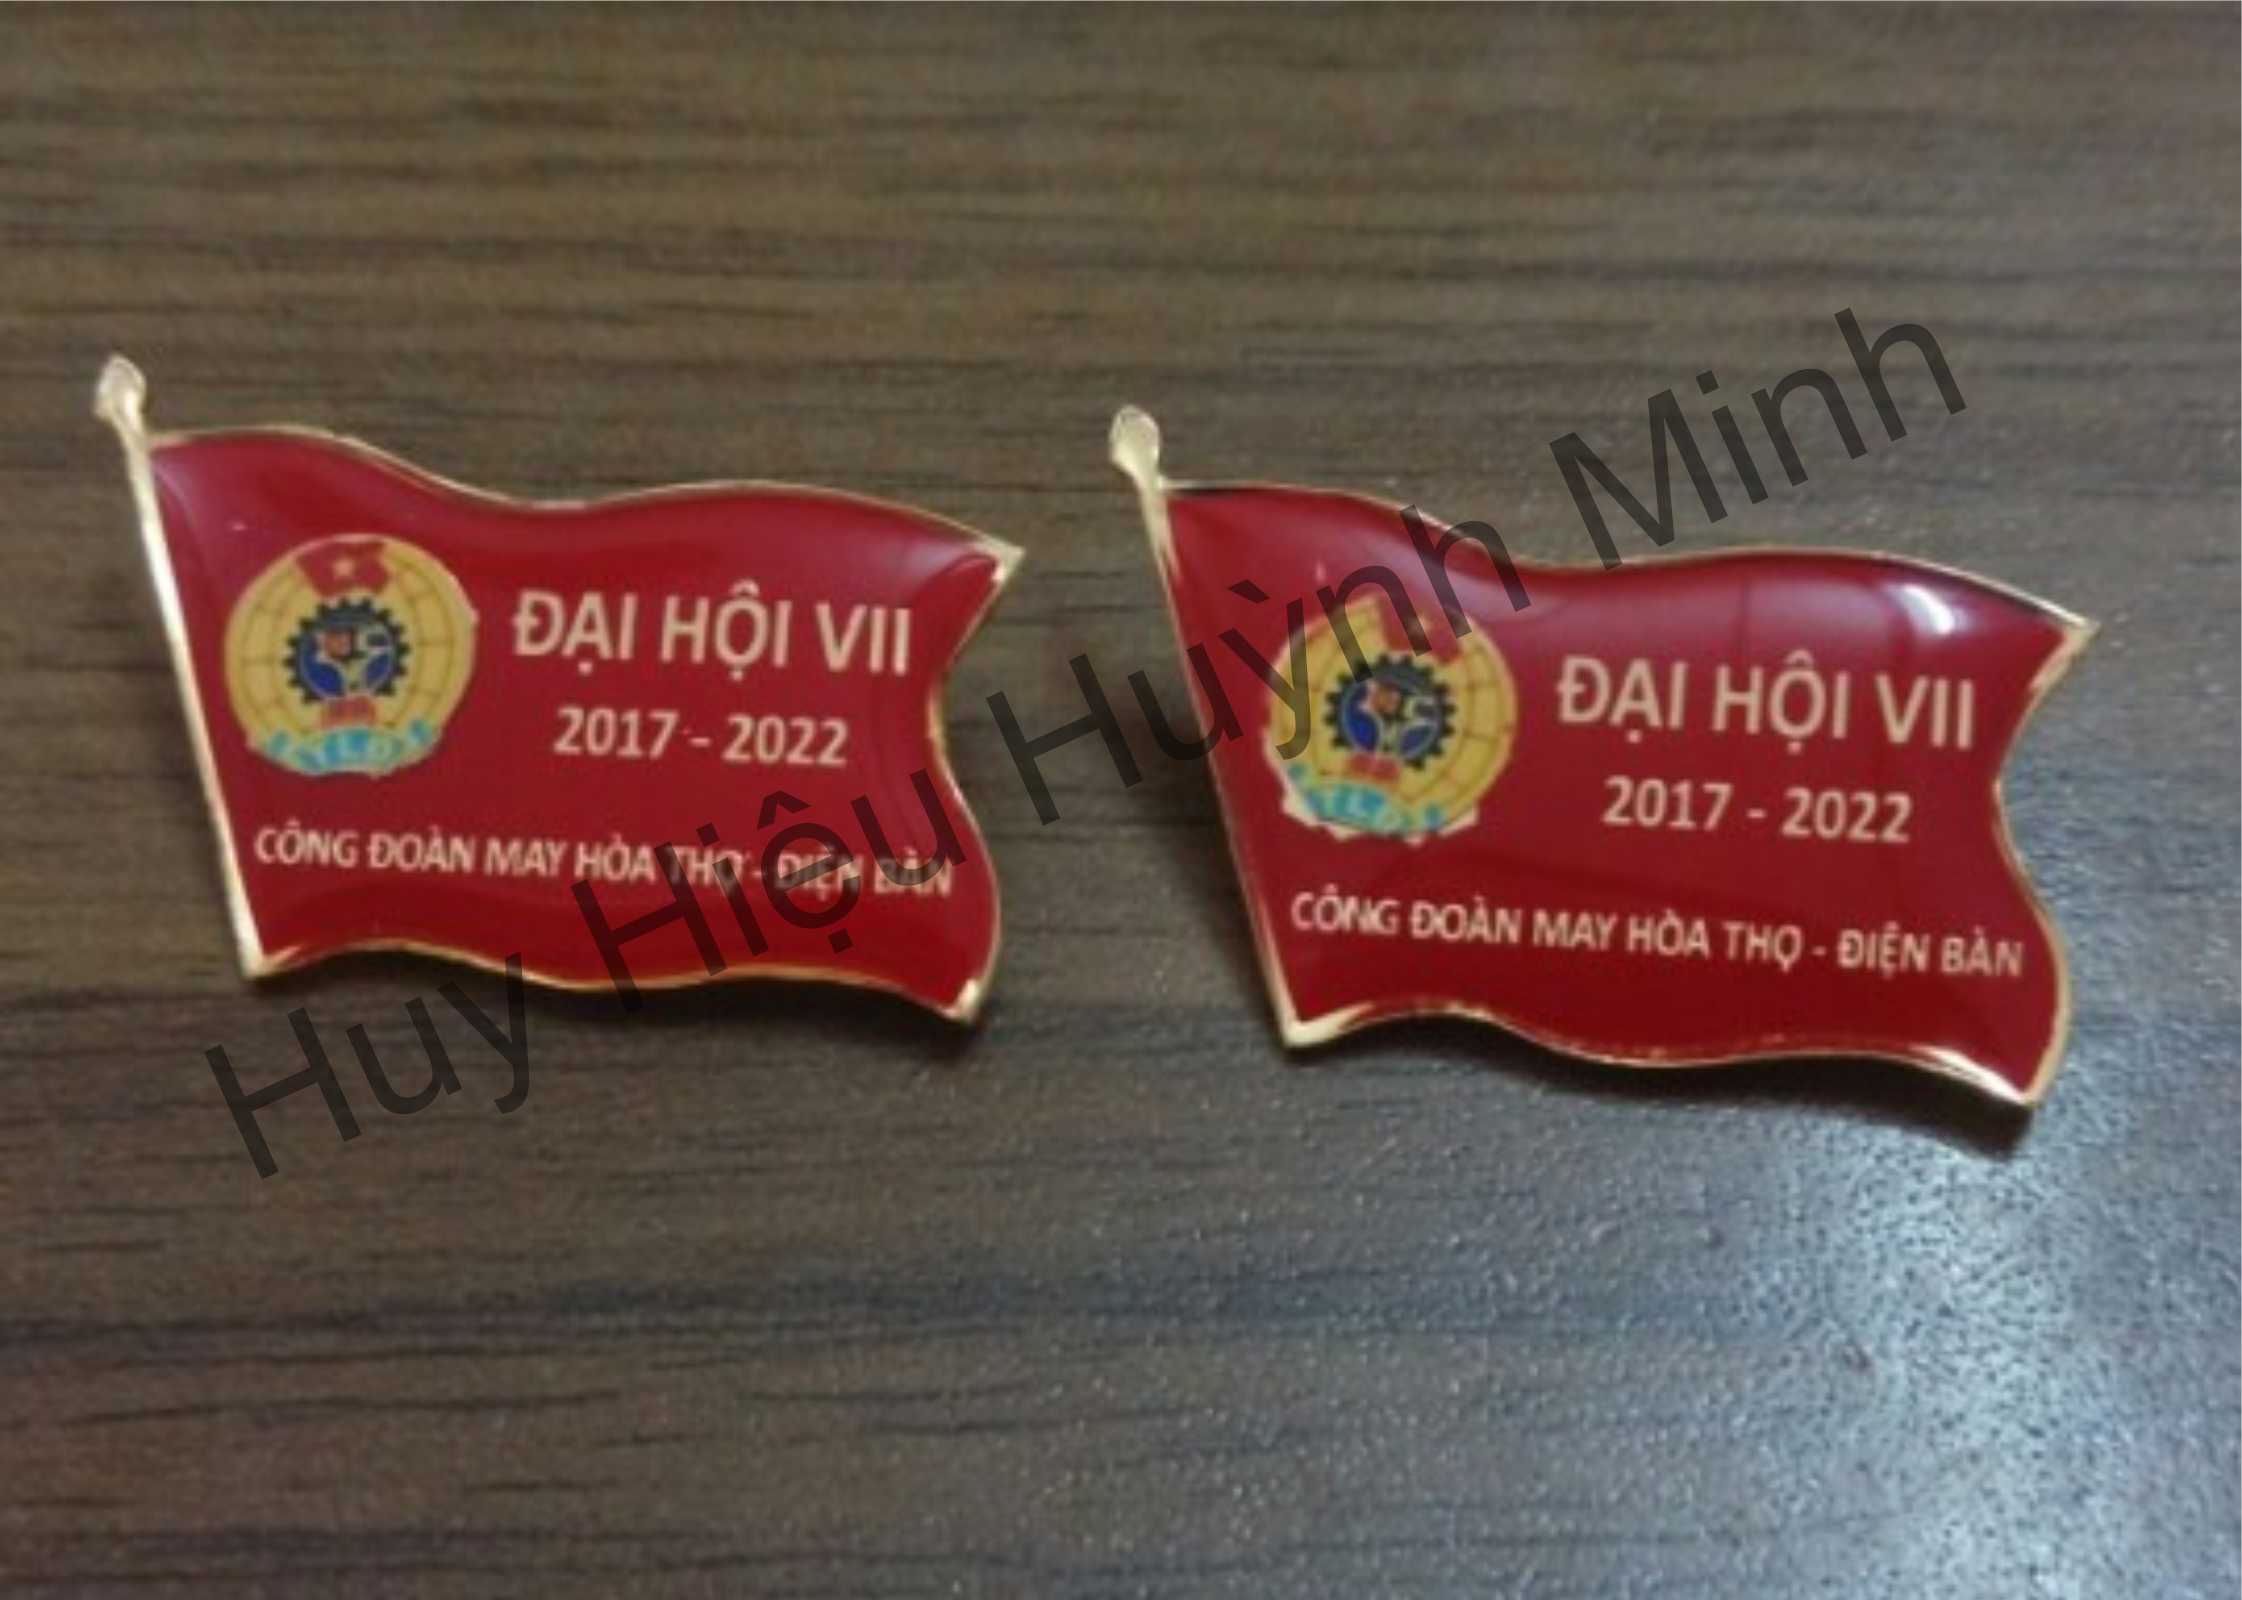 ĐẠI HỘI VII
2017 - 2022
CÔNG ĐOÀN MAY HÒA THỌ - ĐIỆN BÀN
ĐẠI HỘI VII
2017 - 2022
CÔNG ĐOÀN MAY HÒA THỌ - ĐIỆN BÀN
Huy Hiệu Huỳnh Minh